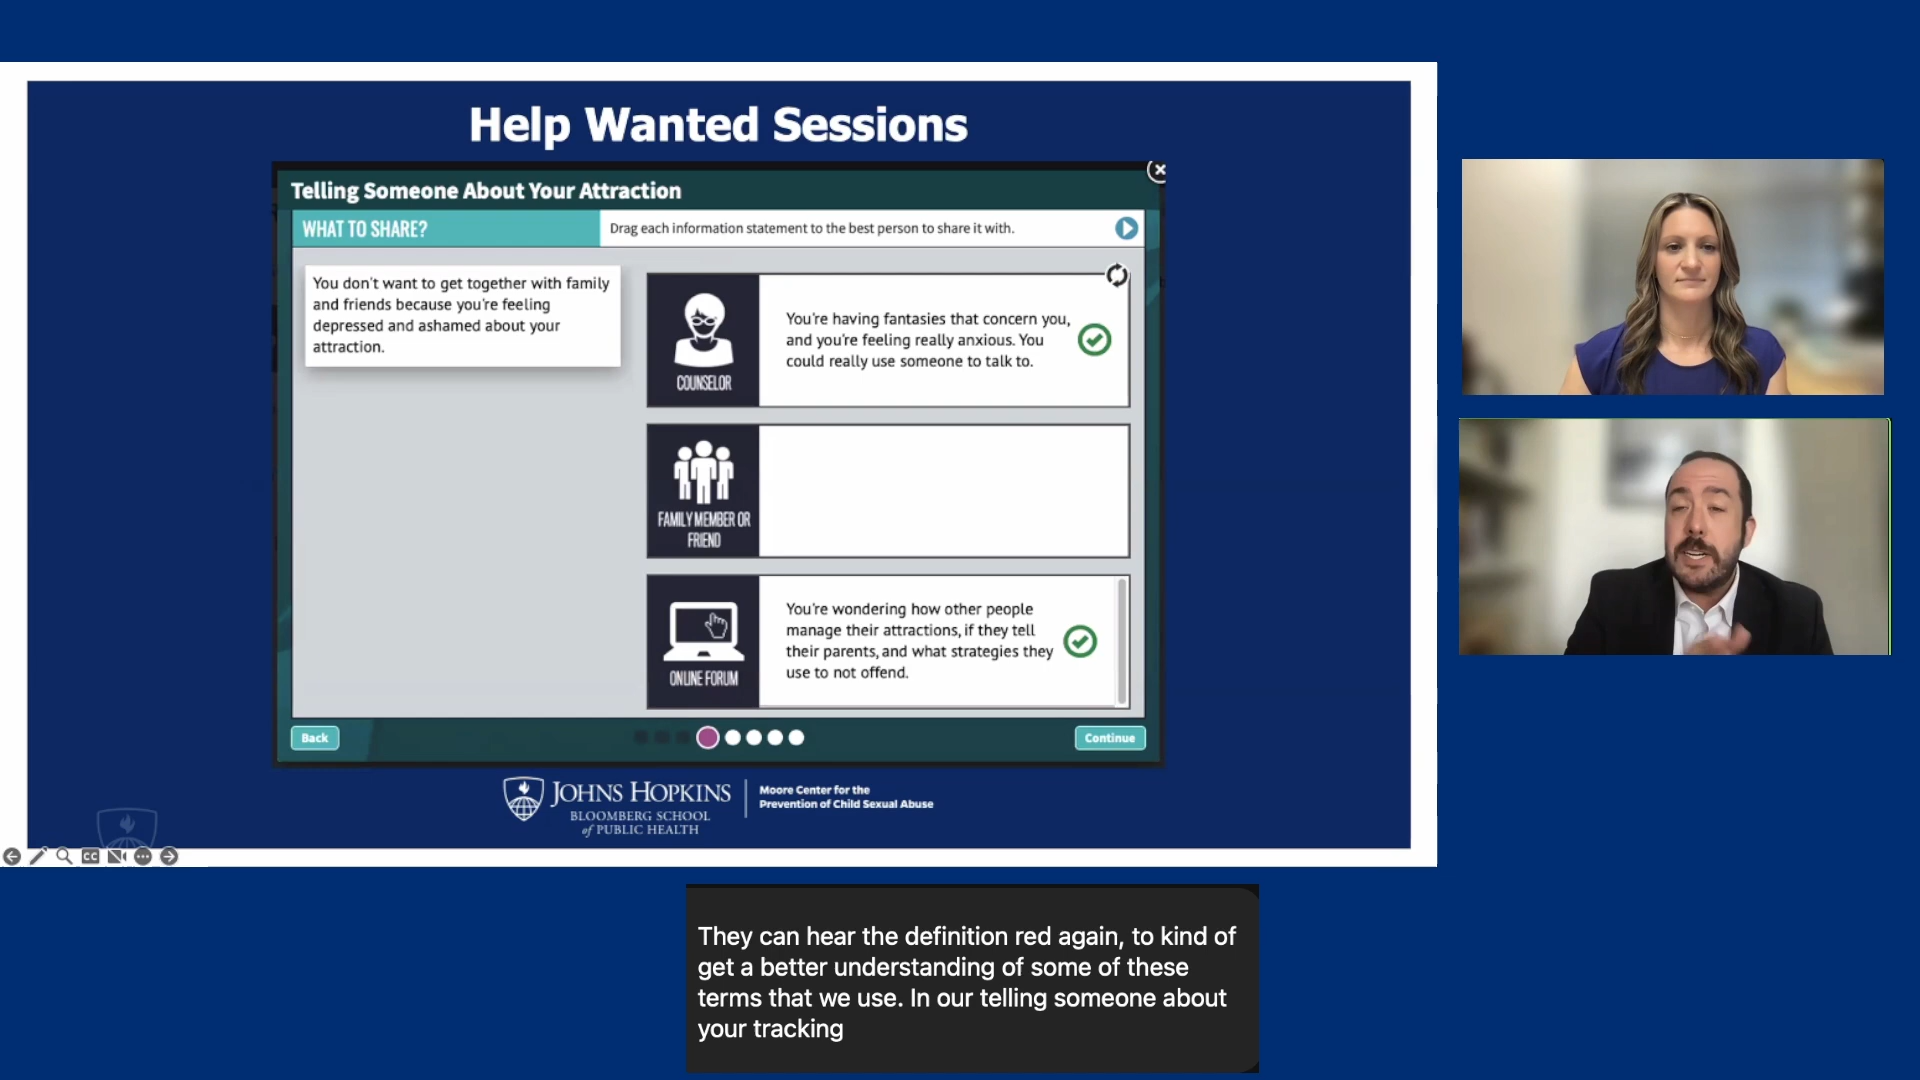 Help Wanted Sessions
Telling Someone About Your Attraction
WHAT TO SHARE?
Drag each information statement to the best person to share it with.
You don't want to get together with family
and friends because you're feeling
depressed and ashamed about your
attraction.
COUNSELOR
You're having fantasies that concern you,
and you're feeling really anxious. You
could really use someone to talk to.
FAMILY MEMBER OR
FRIEND
ONLINE FORUM
You're wondering how other people
manage their attractions, if they tell
their parents, and what strategies they
use to not offend.
Back
Continue
JOHNS HOPKINS
BLOOMBERG SCHOOL
of PUBLIC HEALTH
Moore Center for the
Prevention of Child Sexual Abuse
CC
They can hear the definition red again, to kind of
get a better understanding of some of these
terms that we use. In our telling someone about
your tracking